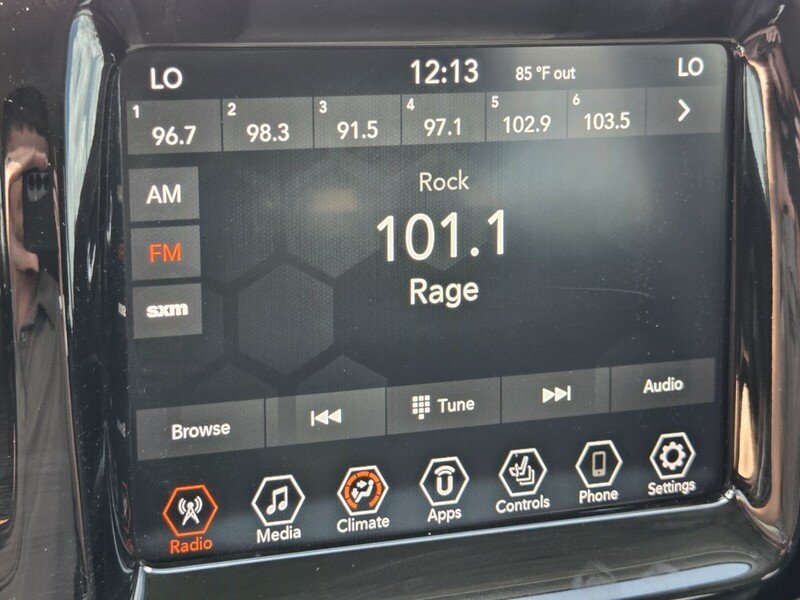 LO 12:13 85 °F out LO
1 96.7 2 98.3 3 91.5 4 97.1 5 102.9 6 103.5
AM
FM
sxm
Rock
101.1
Rage
Browse Tune Audio
Radio Media Climate Apps Controls Phone Settings